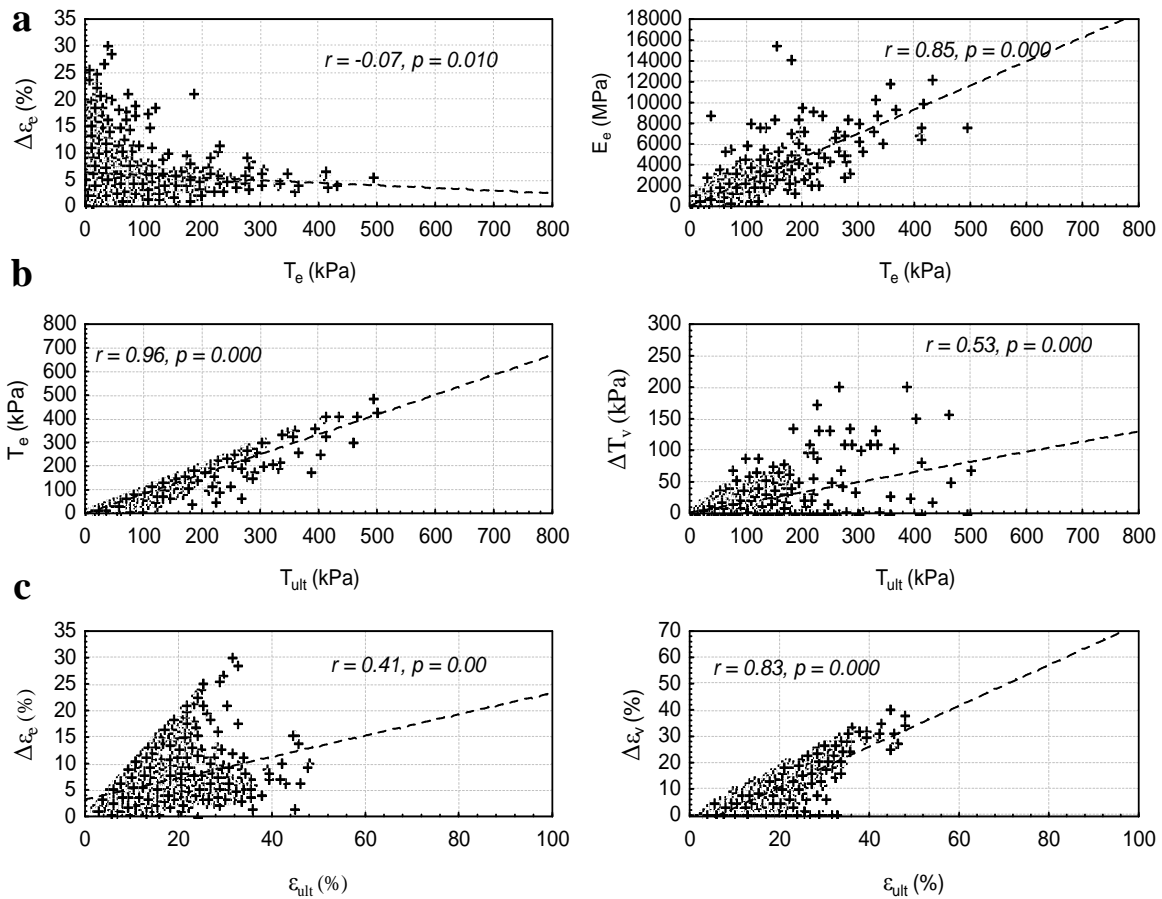 a
35
30
25
20
15
10
5
0
Δεe (%)
r = -0.07, p = 0.010
0 100 200 300 400 500 600 700 800
Te (kPa)
18000
16000
14000
12000
10000
8000
6000
4000
2000
0
Ee (MPa)
r = 0.85, p = 0.000
0 100 200 300 400 500 600 700 800
Te (kPa)
b
800
700
600
500
400
300
200
100
0
Te (kPa)
r = 0.96, p = 0.000
0 100 200 300 400 500 600 700 800
Tult (kPa)
300
250
200
150
100
50
0
ΔTv (kPa)
r = 0.53, p = 0.000
0 100 200 300 400 500 600 700 800
Tult (kPa)
c
35
30
25
20
15
10
5
0
Δεe (%)
r = 0.41, p = 0.00
0 20 40 60 80 100
εult (%)
70
60
50
40
30
20
10
0
Δεv (%)
r = 0.83, p = 0.000
0 20 40 60 80 100
εult (%)